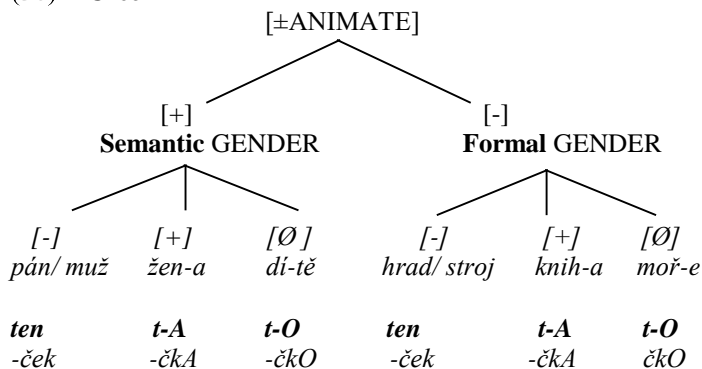 [±ANIMATE]
[+] [-]
Semantic GENDER Formal GENDER
[-] [+] [Ø ] [-] [+] [Ø]
pán/ muž žen-a dí-tě hrad/ stroj knih-a moř-e
ten t-A t-O ten t-A t-O
-ček -čkA -čkO -ček -čkA čkO